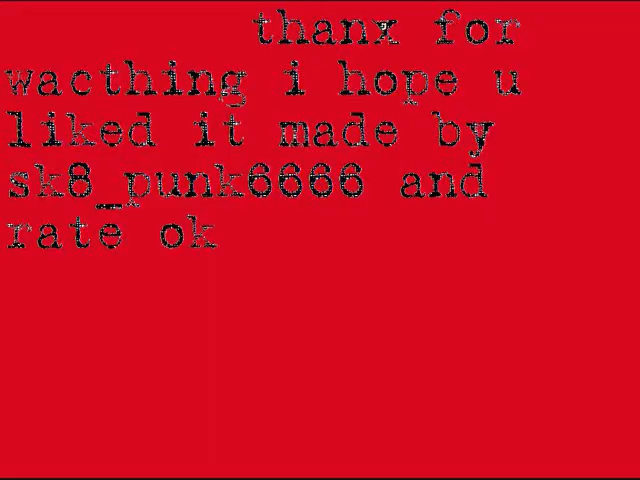 thanx for
wacthing i hope u
liked it made by
sk8_punk6666 and
rate ok